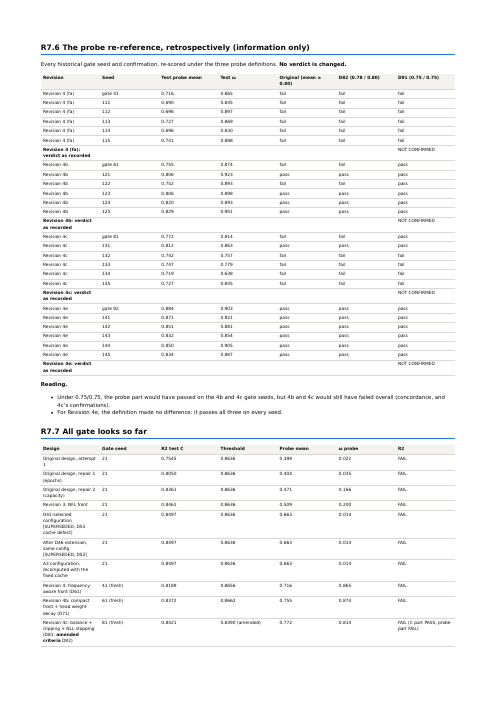 R7.6 The probe re-reference, retrospectively (information only)
Every historical gate seed and confirmation, re-scored under the three probe definitions. No verdict is changed.
Revision Seed Test probe mean Test ω Original (mean ≥ 0.80) D82 (0.78 / 0.80) D91 (0.75 / 0.75)
Revision 4 (fa) gate 41 0.716 0.865 fail fail fail
Revision 4 (fa) 111 0.690 0.845 fail fail fail
Revision 4 (fa) 112 0.696 0.897 fail fail fail
Revision 4 (fa) 113 0.727 0.869 fail fail fail
Revision 4 (fa) 114 0.696 0.830 fail fail fail
Revision 4 (fa) 115 0.741 0.888 fail fail fail
Revision 4 (fa): verdict as recorded NOT CONFIRMED
Revision 4b gate 61 0.755 0.874 fail fail pass
Revision 4b 121 0.806 0.923 pass pass pass
Revision 4b 122 0.752 0.893 fail fail pass
Revision 4b 123 0.806 0.898 pass pass pass
Revision 4b 124 0.820 0.893 pass pass pass
Revision 4b 125 0.829 0.901 pass pass pass
Revision 4b: verdict as recorded NOT CONFIRMED
Revision 4c gate 81 0.772 0.814 fail fail pass
Revision 4c 131 0.812 0.863 pass pass pass
Revision 4c 132 0.742 0.757 fail fail fail
Revision 4c 133 0.747 0.779 fail fail fail
Revision 4c 134 0.719 0.638 fail fail fail
Revision 4c 135 0.727 0.845 fail fail fail
Revision 4c: verdict as recorded NOT CONFIRMED
Revision 4e gate 92 0.884 0.903 pass pass pass
Revision 4e 141 0.871 0.921 pass pass pass
Revision 4e 142 0.851 0.881 pass pass pass
Revision 4e 143 0.832 0.854 pass pass pass
Revision 4e 144 0.850 0.905 pass pass pass
Revision 4e 145 0.834 0.887 pass pass pass
Revision 4e: verdict as recorded NOT CONFIRMED
Reading.
• Under 0.75/0.75, the probe part would have passed on the 4b and 4c gate seeds, but 4b and 4c would still have failed overall (concordance, and
4c's confirmations).
• For Revision 4e, the definition made no difference: it passes all three on every seed.
R7.7 All gate looks so far
Design Gate seed R2 test C Threshold Probe mean ω probe R2
Original design, attempt 1 21 0.7545 0.8636 0.398 0.022 FAIL
Original design, repair 1 (epochs) 21 0.8050 0.8636 0.404 0.035 FAIL
Original design, repair 2 (capacity) 21 0.8361 0.8636 0.471 0.166 FAIL
Revision 3: NFL front 21 0.8461 0.8636 0.509 0.200 FAIL
D41-selected configuration [SUPERSEDED, D53 cache defect] 21 0.8497 0.8636 0.663 0.014 FAIL
After D46 extension, same config [SUPERSEDED, D53] 21 0.8497 0.8636 0.663 0.014 FAIL
A3 configuration, recomputed with the fixed cache 21 0.8497 0.8636 0.663 0.014 FAIL
Revision 4: frequency-aware front (D61) 41 (fresh) 0.8189 0.8656 0.716 0.865 FAIL
Revision 4b: compact front + head weight decay (D71) 61 (fresh) 0.8372 0.8662 0.755 0.874 FAIL
Revision 4c: balance + clipping + NLL stopping (D81; amended criteria D82) 81 (fresh) 0.8421 0.8390 (amended) 0.772 0.814 FAIL (C part PASS, probe part FAIL)